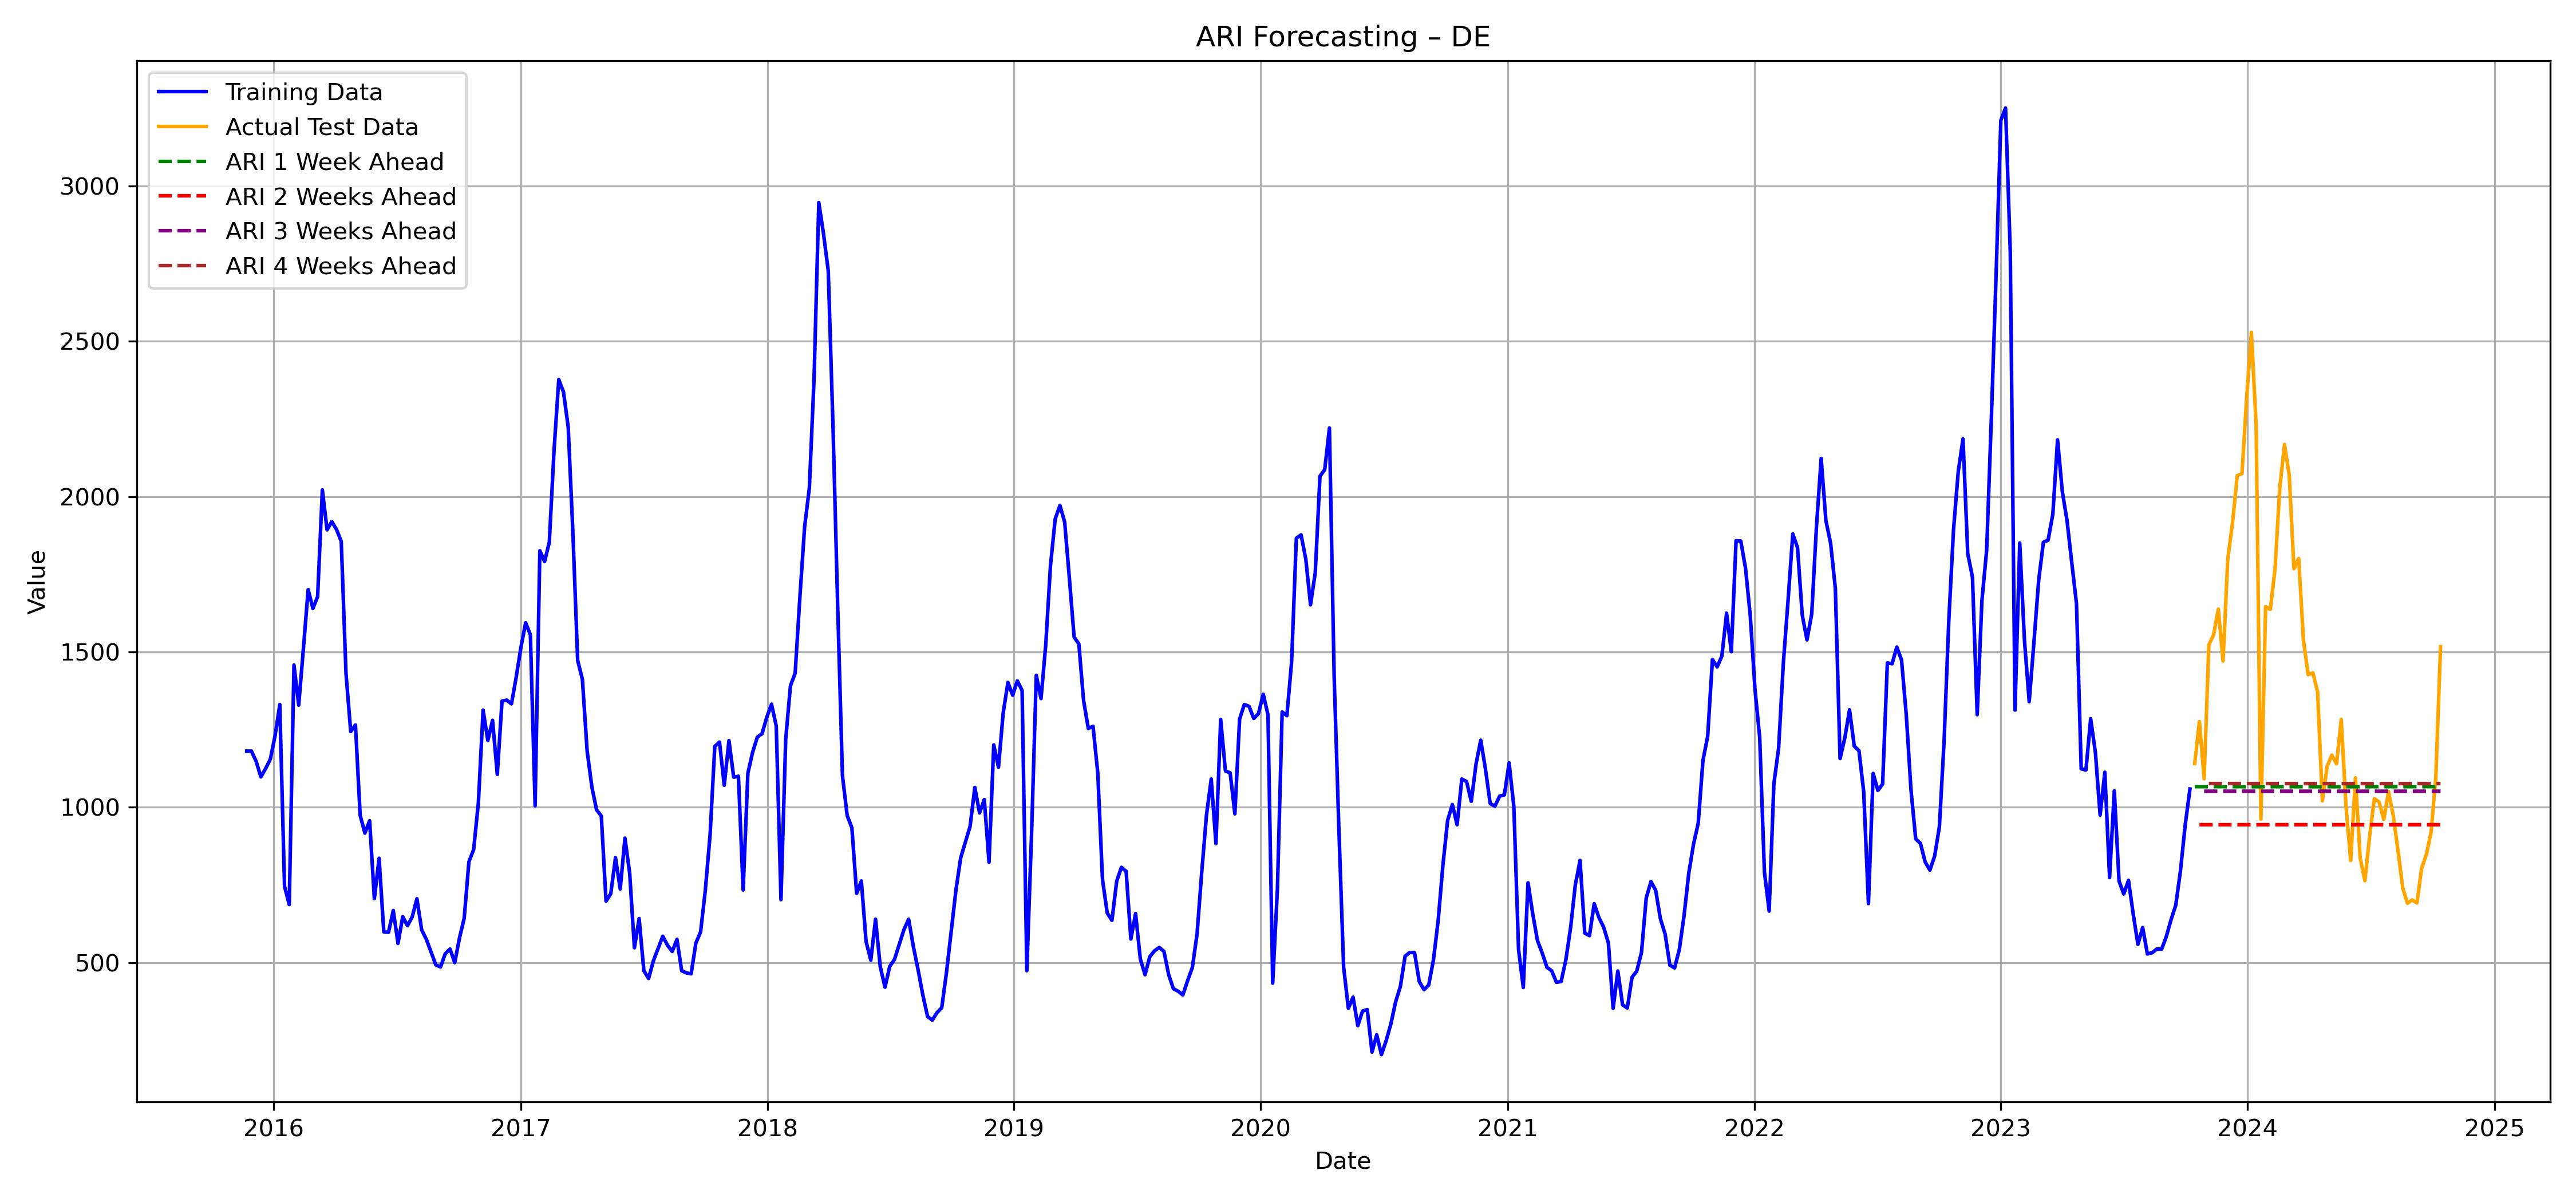 ARI Forecasting – DE
Training Data
Actual Test Data
ARI 1 Week Ahead
ARI 2 Weeks Ahead
ARI 3 Weeks Ahead
ARI 4 Weeks Ahead
3000
2500
2000
1500
1000
500
Value
2016 2017 2018 2019 2020 2021 2022 2023 2024 2025
Date